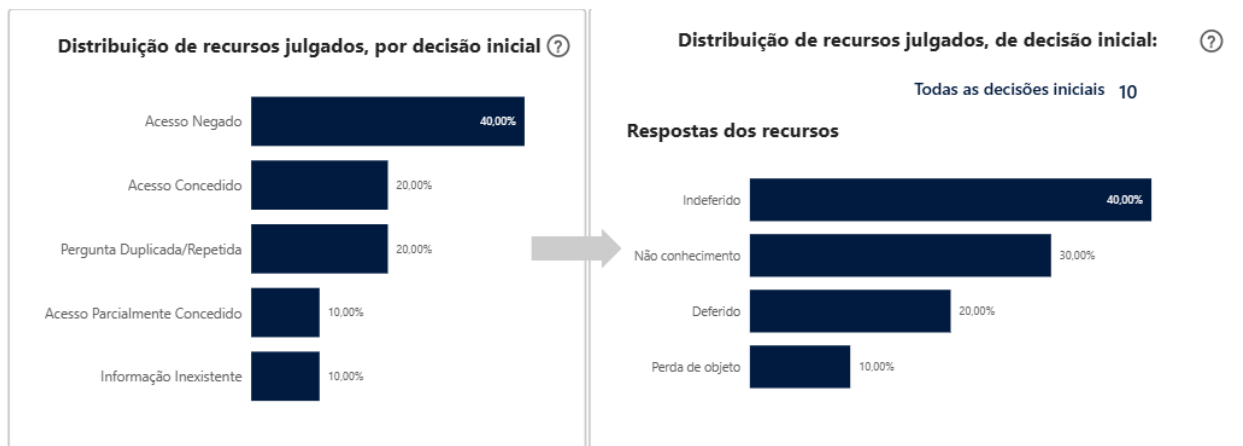 Distribuição de recursos julgados, por decisão inicial ?
Acesso Negado 40,00%
Acesso Concedido 20,00%
Pergunta Duplicada/Repetida 20,00%
Acesso Parcialmente Concedido 10,00%
Informação Inexistente 10,00%
Distribuição de recursos julgados, de decisão inicial: ?
Todas as decisões iniciais 10
Respostas dos recursos
Indeferido 40,00%
Não conhecimento 30,00%
Deferido 20,00%
Perda de objeto 10,00%